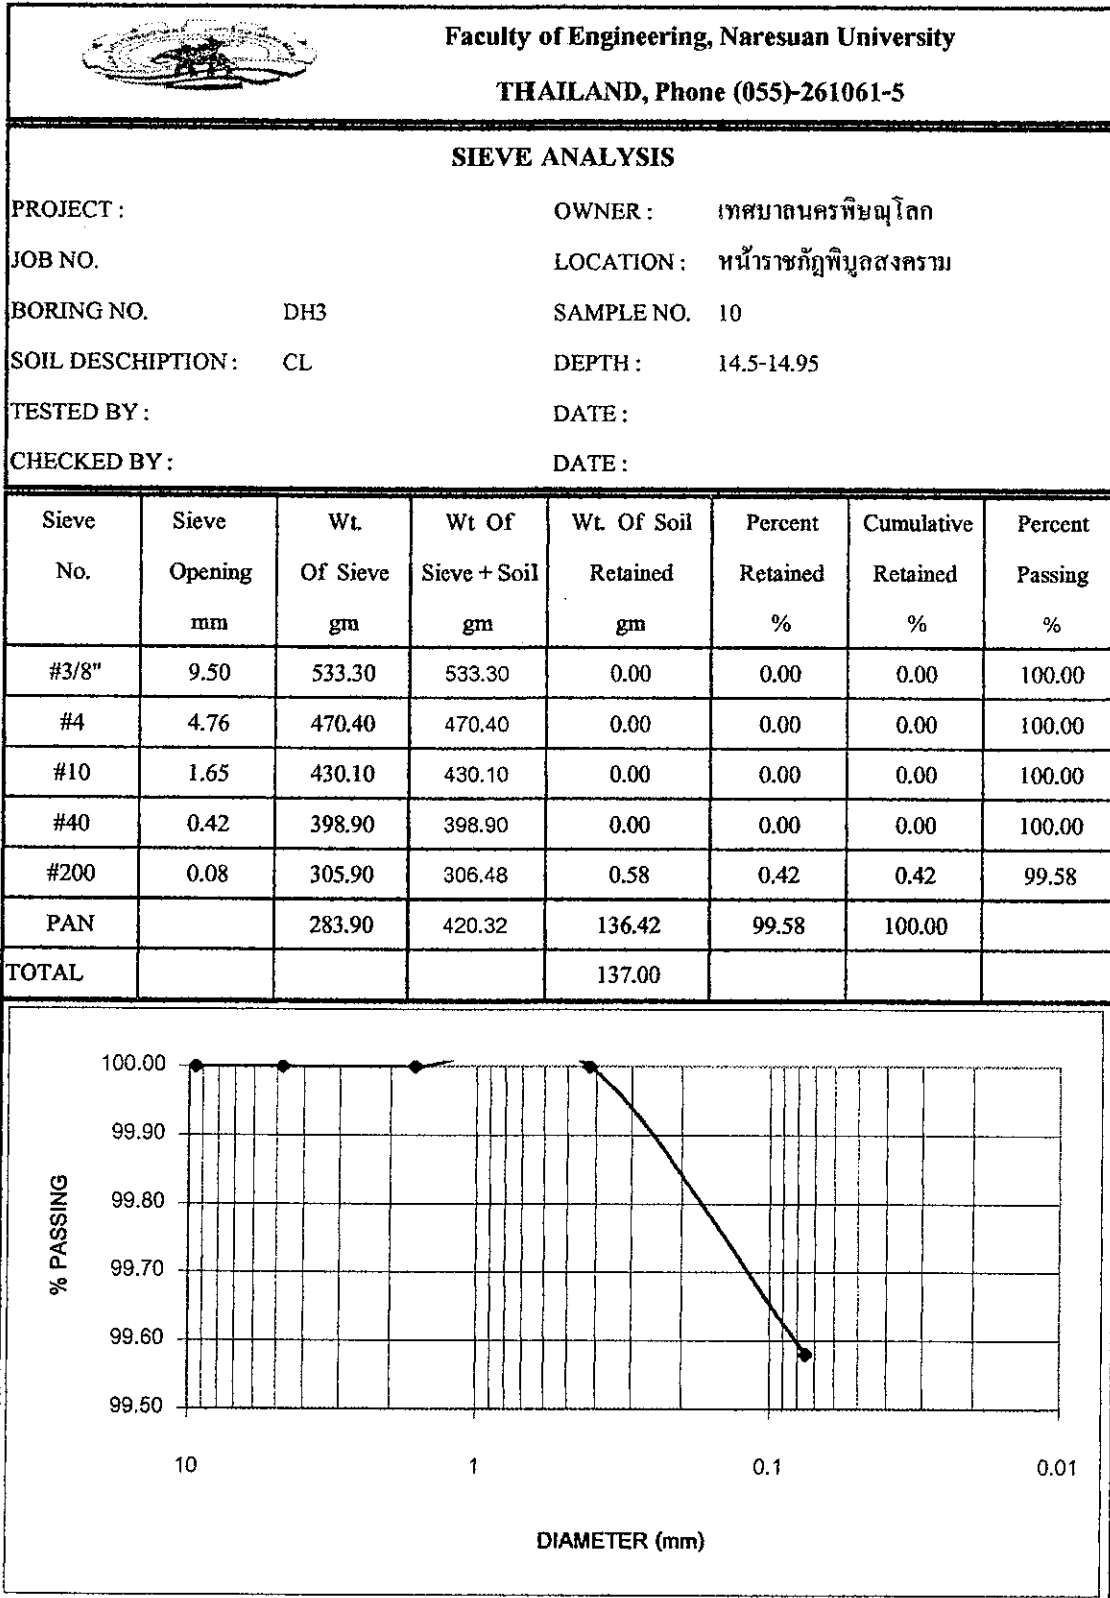 Faculty of Engineering, Naresuan University
THAILAND, Phone (055)-261061-5
SIEVE ANALYSIS
PROJECT : OWNER : เทศบาลนครพิษณุโลก
JOB NO. LOCATION : หน้าราชภัฏพิบูลสงคราม
BORING NO. DH3 SAMPLE NO. 10
SOIL DESCHIPTION : CL DEPTH : 14.5-14.95
TESTED BY : DATE :
CHECKED BY : DATE :
Sieve Sieve Wt. Wt Of Wt. Of Soil Percent Cumulative Percent
No. Opening Of Sieve Sieve + Soil Retained Retained Retained Passing
mm gm gm gm % % %
#3/8" 9.50 533.30 533.30 0.00 0.00 0.00 100.00
#4 4.76 470.40 470.40 0.00 0.00 0.00 100.00
#10 1.65 430.10 430.10 0.00 0.00 0.00 100.00
#40 0.42 398.90 398.90 0.00 0.00 0.00 100.00
#200 0.08 305.90 306.48 0.58 0.42 0.42 99.58
PAN 283.90 420.32 136.42 99.58 100.00
TOTAL 137.00
100.00
99.90
99.80
99.70
99.60
99.50
% PASSING
10 1 0.1 0.01
DIAMETER (mm)